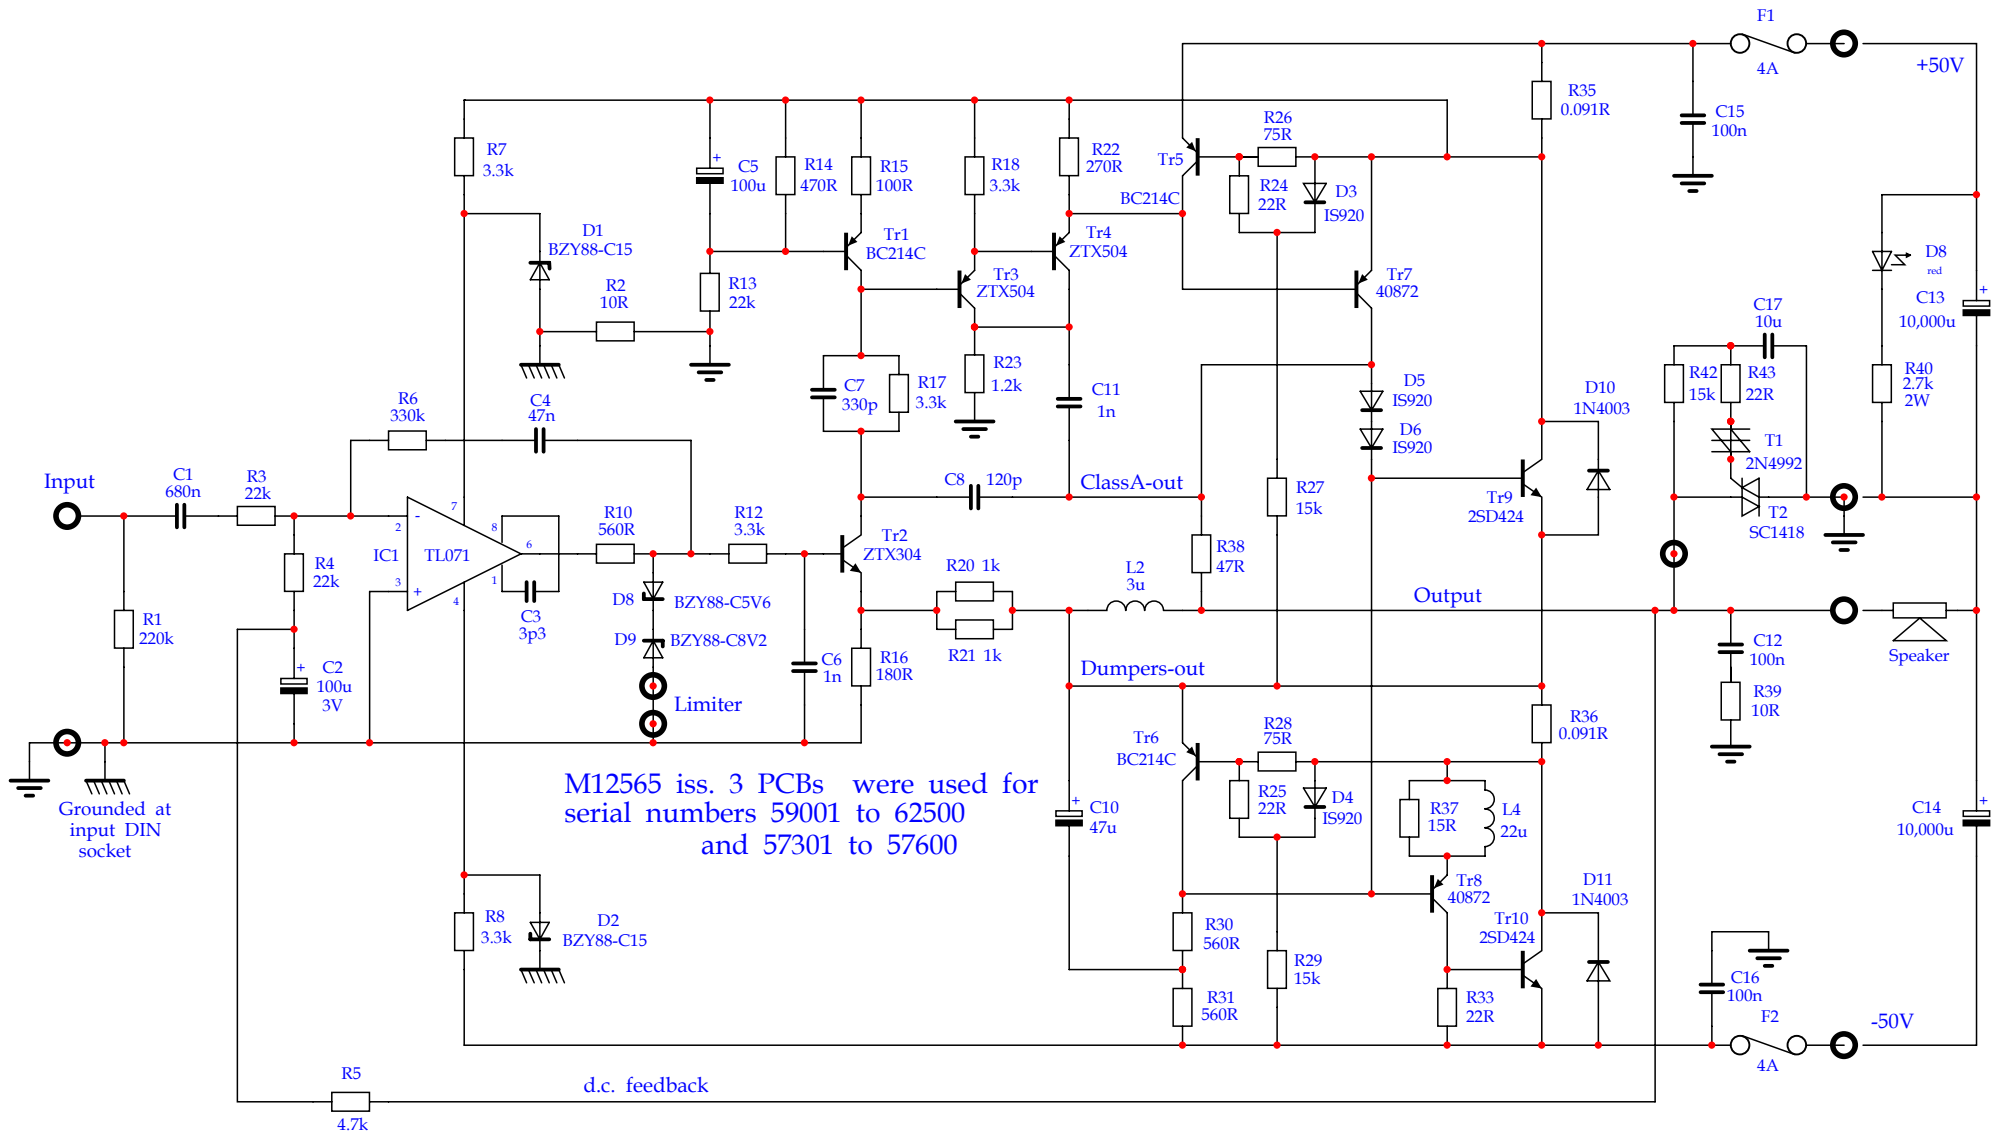 F1
4A
+50V
R35
0.091R
C15
100n
R7
3.3k
C5
+
100u
R14
470R
R15
100R
R18
3.3k
R22
270R
Tr5
BC214C
R26
75R
R24
22R
D3
IS920
D1
BZY88-C15
R2
10R
R13
22k
Tr1
BC214C
Tr3
ZTX504
Tr4
ZTX504
Tr7
40872
D8
red
C13
+
10,000u
C17
10u
R42
15k
R43
22R
R40
2.7k
2W
T1
2N4992
T2
SC1418
D5
IS920
D6
IS920
D10
1N4003
R6
330k
C4
47n
C7
330p
R17
3.3k
R23
1.2k
C11
1n
Input
C1
680n
R3
22k
C8 120p
ClassA-out
R27
15k
Tr9
2SD424
IC1
TL071
2
-
3
+
7
8
6
1
4
R10
560R
R12
3.3k
Tr2
ZTX304
R4
22k
R1
220k
C3
3p3
D8
BZY88-C5V6
D9
BZY88-C8V2
R20 1k
R21 1k
L2
3u
R38
47R
Output
C12
100n
Speaker
C2
+
100u
3V
Limiter
C6
1n
R16
180R
Dumpers-out
R39
10R
R36
0.091R
Tr6
BC214C
R28
75R
R25
22R
D4
IS920
R37
15R
L4
22u
C10
+
47u
C14
+
10,000u
Grounded at
input DIN
socket
M12565 iss. 3 PCBs were used for
serial numbers 59001 to 62500
and 57301 to 57600
R8
3.3k
D2
BZY88-C15
Tr8
40872
Tr10
2SD424
D11
1N4003
R30
560R
R31
560R
R29
15k
R33
22R
C16
100n
F2
4A
-50V
R5
4.7k
d.c. feedback